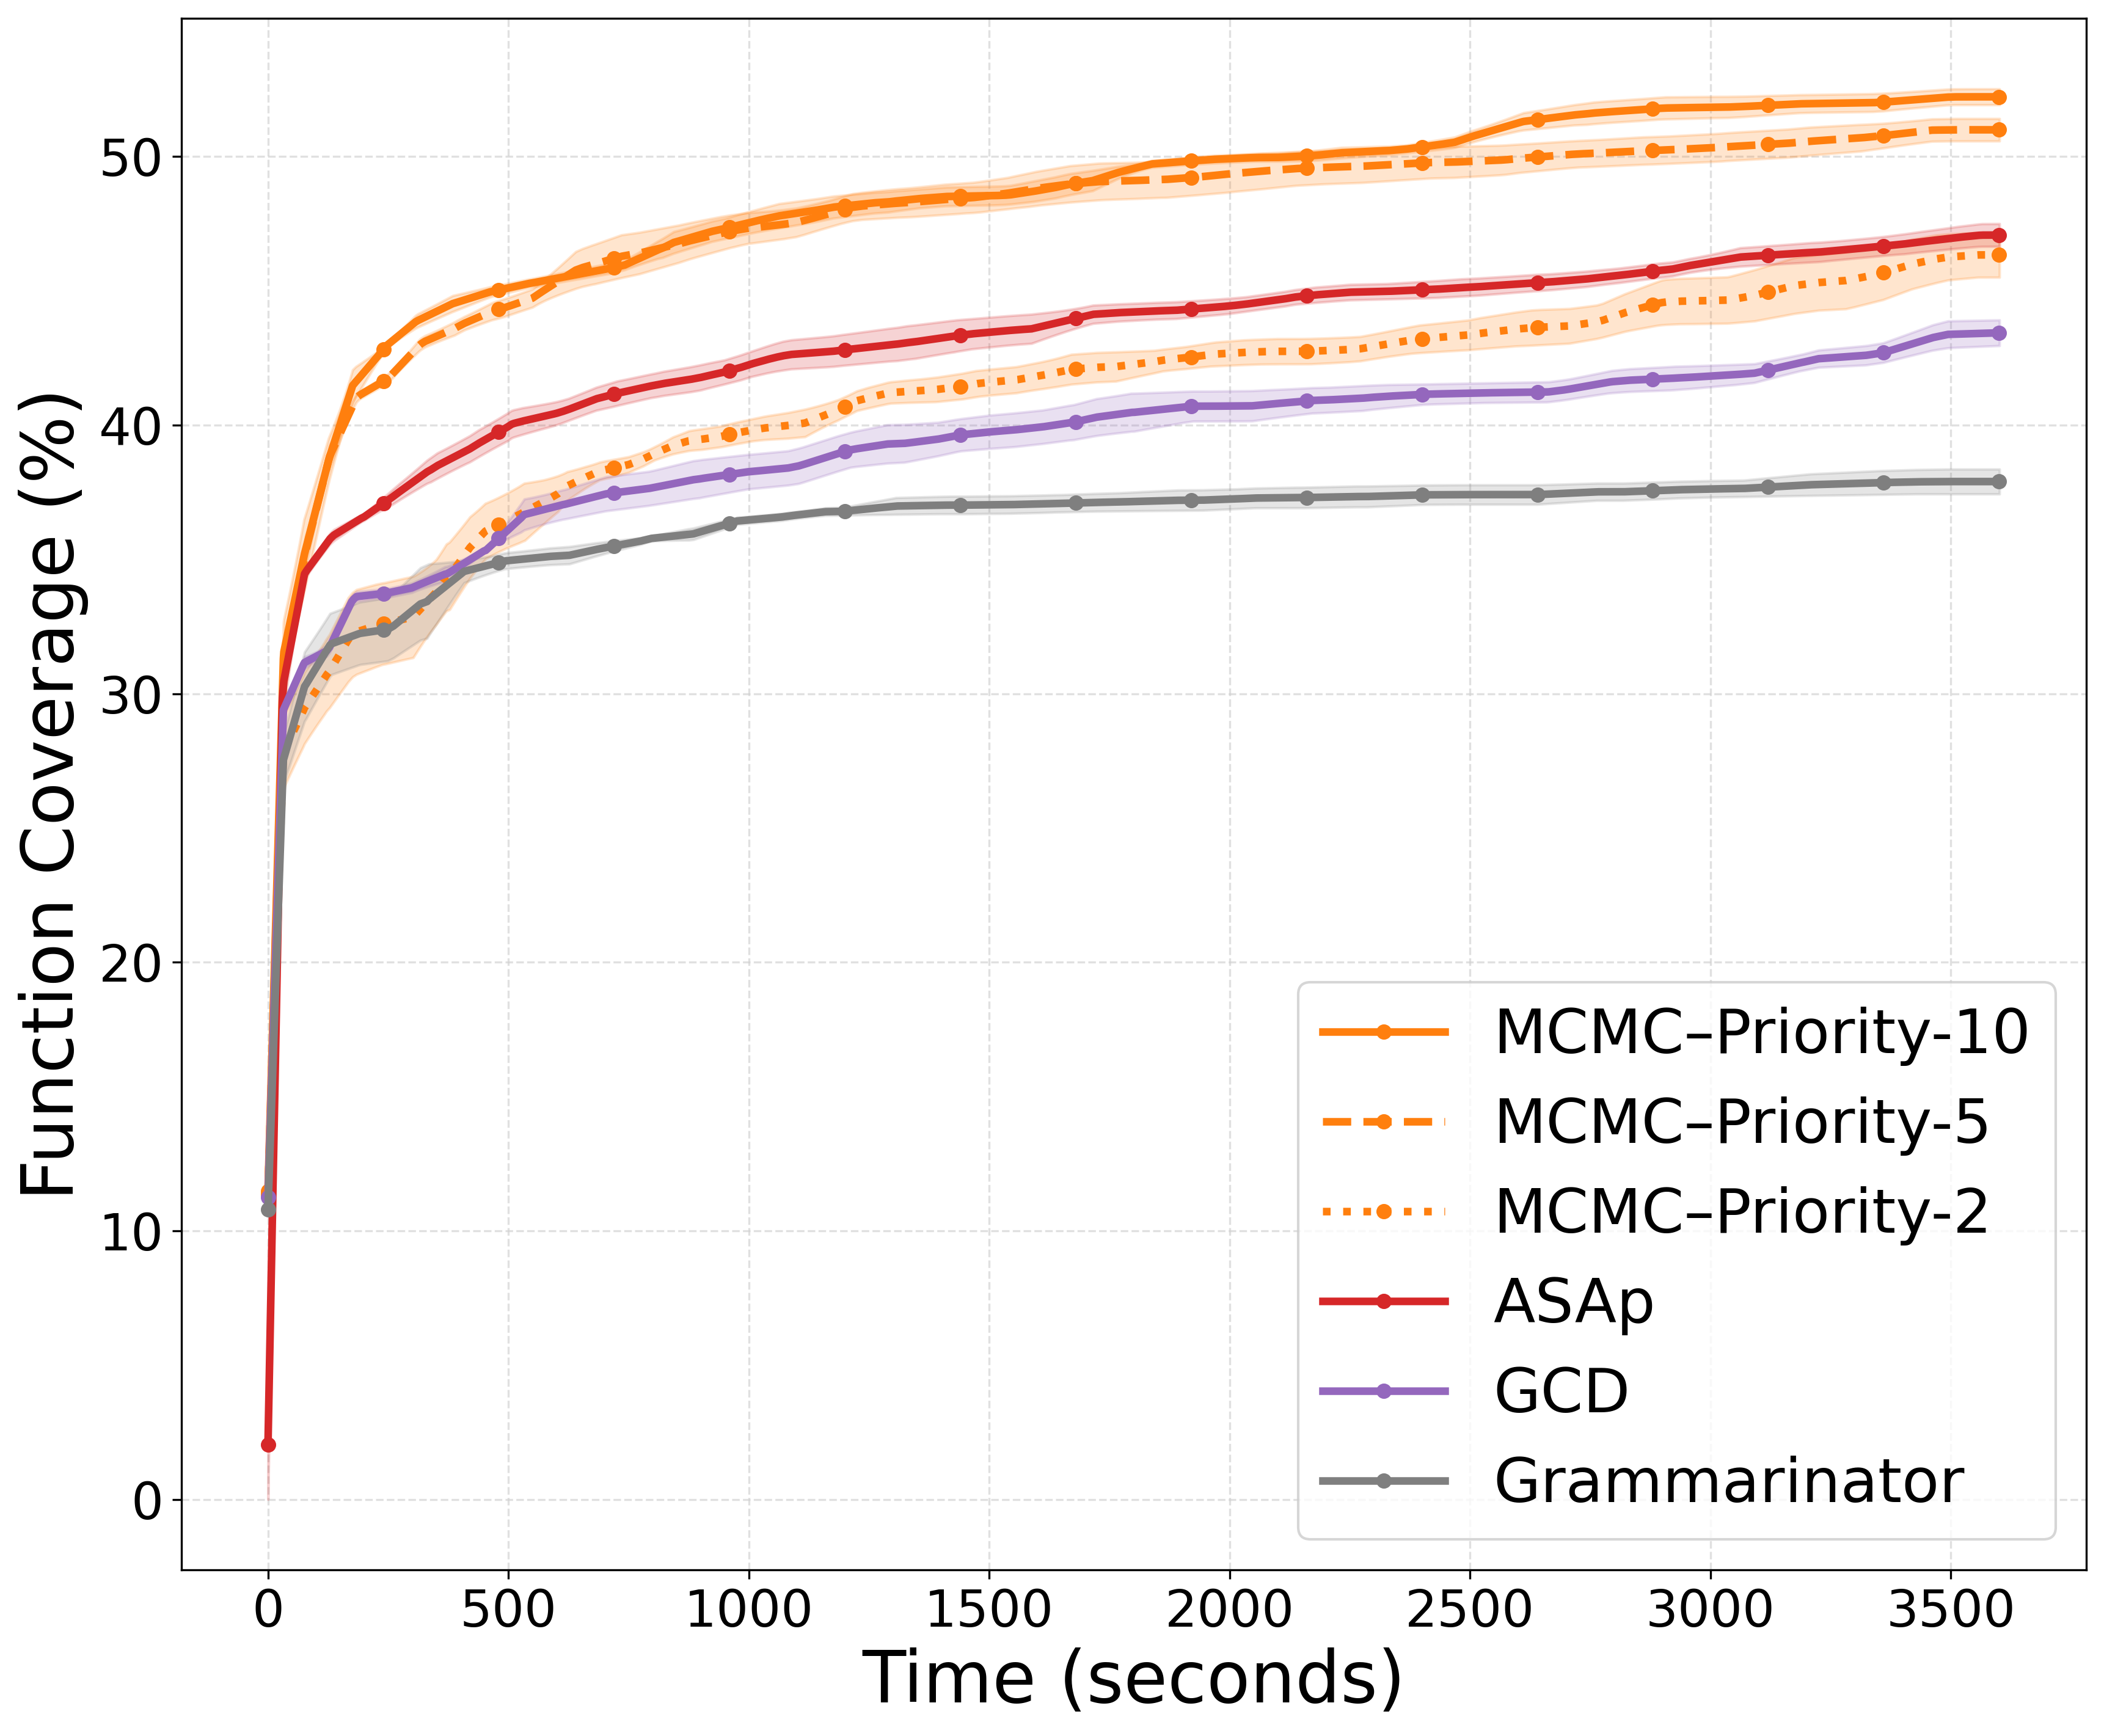 Function Coverage (%)
50
40
30
20
10
0
MCMC–Priority-10
MCMC–Priority-5
MCMC–Priority-2
ASAp
GCD
Grammarinator
0 500 1000 1500 2000 2500 3000 3500
Time (seconds)